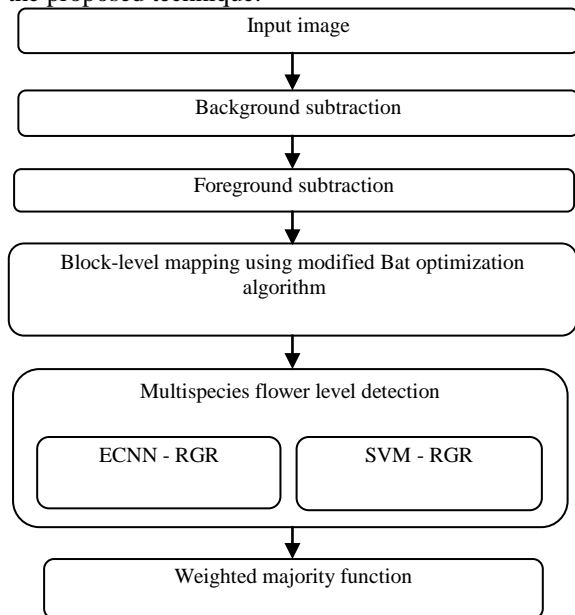 the proposed technique.
Input image
Background subtraction
Foreground subtraction
Block-level mapping using modified Bat optimization
algorithm
Multispecies flower level detection
ECNN - RGR
SVM - RGR
Weighted majority function